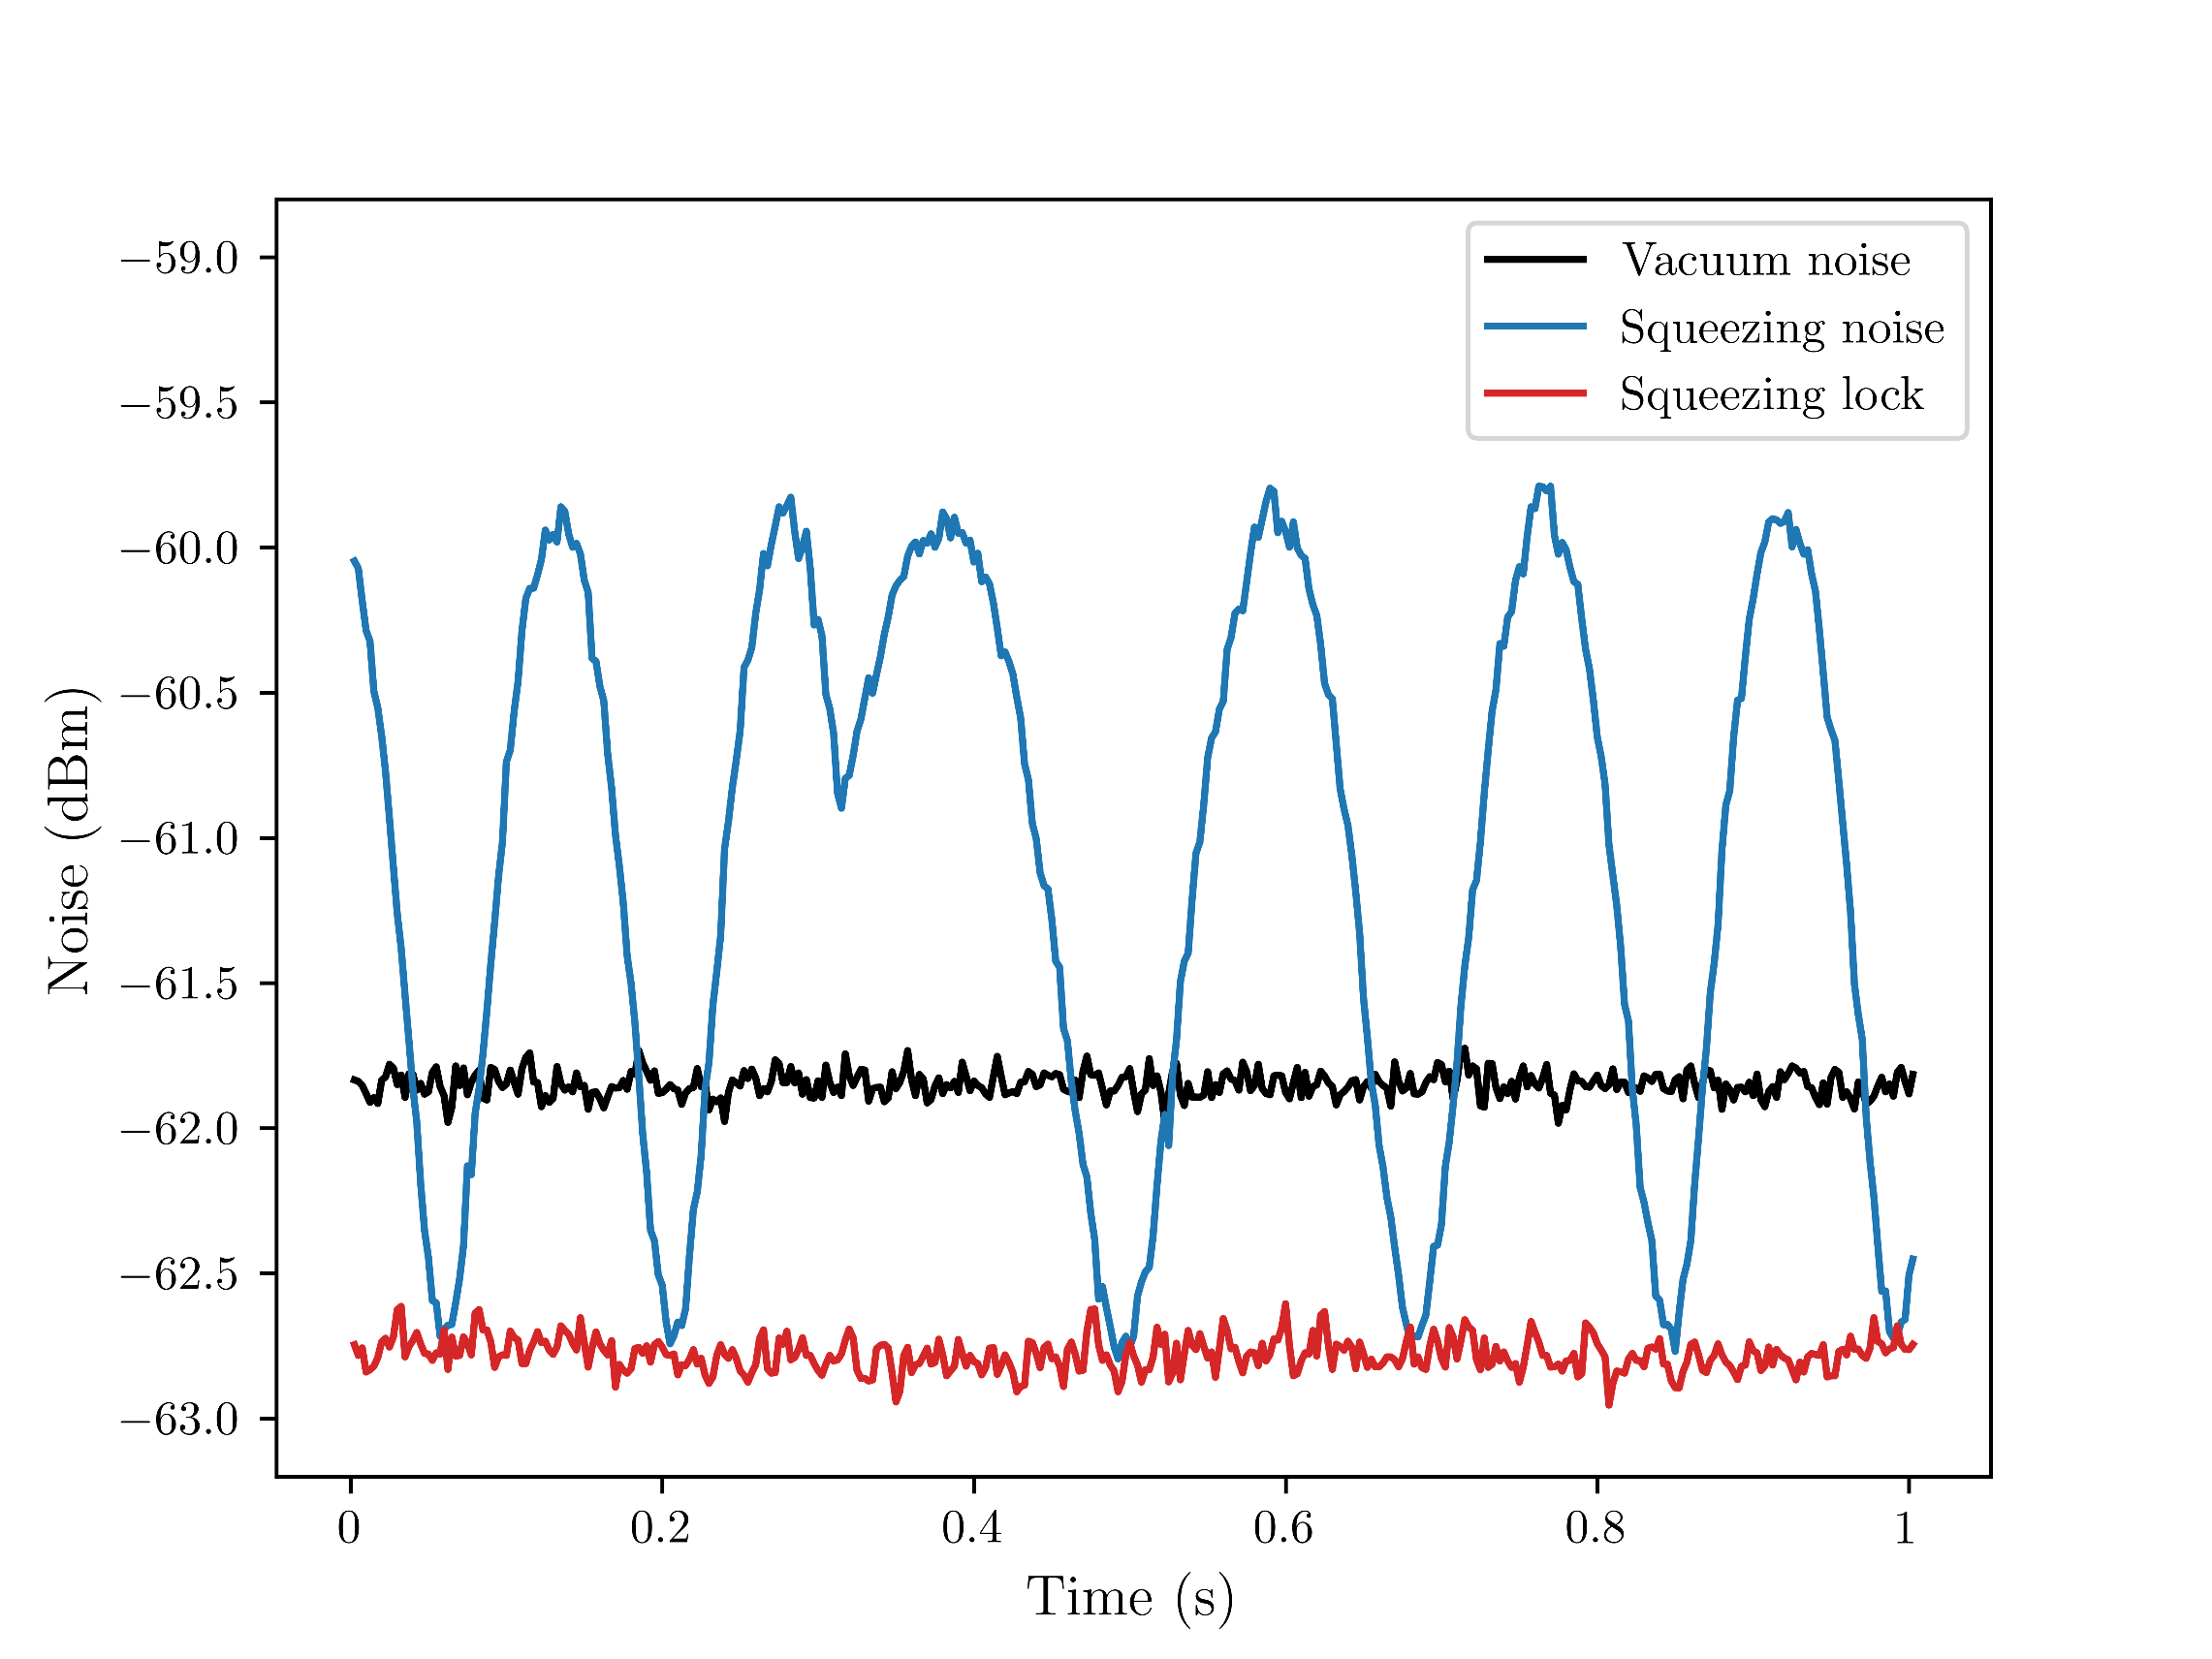 Vacuum noise
Squeezing noise
Squeezing lock
−59.0
−59.5
−60.0
−60.5
−61.0
−61.5
−62.0
−62.5
−63.0
Noise (dBm)
0 0.2 0.4 0.6 0.8 1
Time (s)